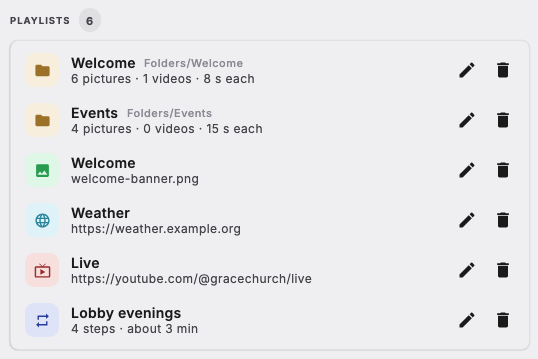 PLAYLISTS 6
Welcome Folders/Welcome
6 pictures · 1 videos · 8 s each
Events Folders/Events
4 pictures · 0 videos · 15 s each
Welcome
welcome-banner.png
Weather
https://weather.example.org
Live
https://youtube.com/@gracechurch/live
Lobby evenings
4 steps · about 3 min